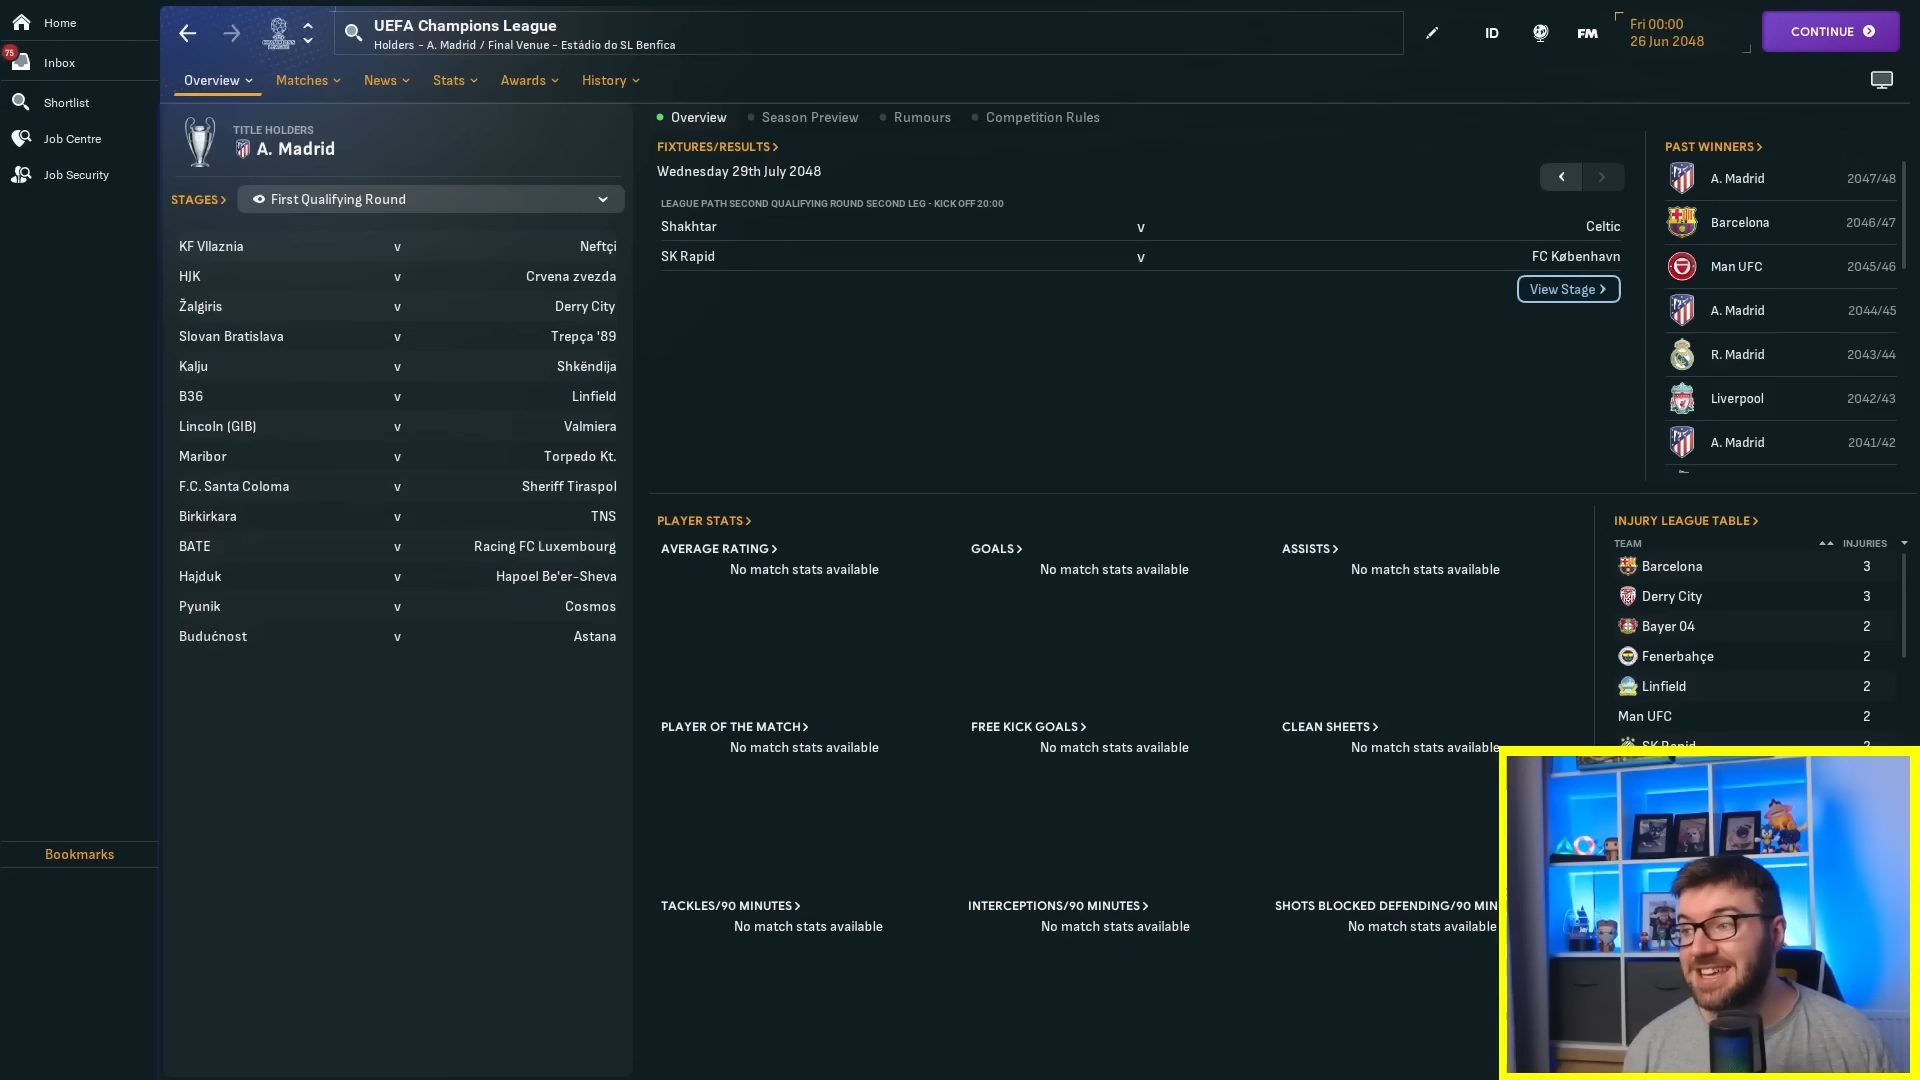 Home
75
Inbox
Shortlist
Job Centre
Job Security
Bookmarks
UEFA Champions League
Holders - A. Madrid / Final Venue - Estádio do SL Benfica
ID
FM
Fri 00:00
26 Jun 2048
CONTINUE
Overview
Matches
News
Stats
Awards
History
TITLE HOLDERS
A. Madrid
STAGES
First Qualifying Round
KF Vllaznia v Neftçi
HJK v Crvena zvezda
Žalgiris v Derry City
Slovan Bratislava v Trepça '89
Kalju v Shkëndija
B36 v Linfield
Lincoln (GIB) v Valmiera
Maribor v Torpedo Kt.
F.C. Santa Coloma v Sheriff Tiraspol
Birkirkara v TNS
BATE v Racing FC Luxembourg
Hajduk v Hapoel Be'er-Sheva
Pyunik v Cosmos
Budućnost v Astana
Overview
Season Preview
Rumours
Competition Rules
FIXTURES/RESULTS
Wednesday 29th July 2048
LEAGUE PATH SECOND QUALIFYING ROUND SECOND LEG - KICK OFF 20:00
Shakhtar v Celtic
SK Rapid v FC København
View Stage
PAST WINNERS
A. Madrid 2047/48
Barcelona 2046/47
Man UFC 2045/46
A. Madrid 2044/45
R. Madrid 2043/44
Liverpool 2042/43
A. Madrid 2041/42
PLAYER STATS
AVERAGE RATING
No match stats available
GOALS
No match stats available
ASSISTS
No match stats available
PLAYER OF THE MATCH
No match stats available
FREE KICK GOALS
No match stats available
CLEAN SHEETS
No match stats available
TACKLES/90 MINUTES
No match stats available
INTERCEPTIONS/90 MINUTES
No match stats available
SHOTS BLOCKED DEFENDING/90 MIN
No match stats available
INJURY LEAGUE TABLE
TEAM INJURIES
Barcelona 3
Derry City 3
Bayer 04 2
Fenerbahçe 2
Linfield 2
Man UFC 2
SK Rapid 2